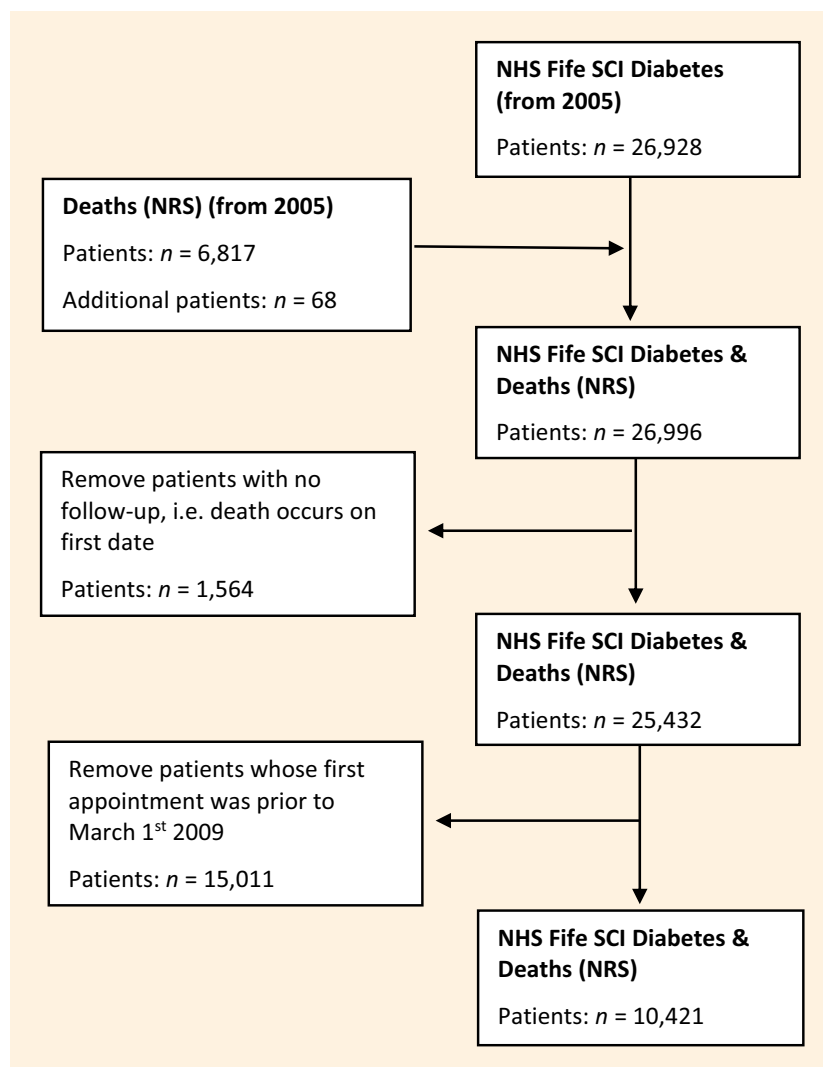 NHS Fife SCI Diabetes
(from 2005)
Patients: n = 26,928
Deaths (NRS) (from 2005)
Patients: n = 6,817
Additional patients: n = 68
NHS Fife SCI Diabetes &
Deaths (NRS)
Patients: n = 26,996
Remove patients with no
follow-up, i.e. death occurs on
first date
Patients: n = 1,564
NHS Fife SCI Diabetes &
Deaths (NRS)
Patients: n = 25,432
Remove patients whose first
appointment was prior to
March 1st 2009
Patients: n = 15,011
NHS Fife SCI Diabetes &
Deaths (NRS)
Patients: n = 10,421